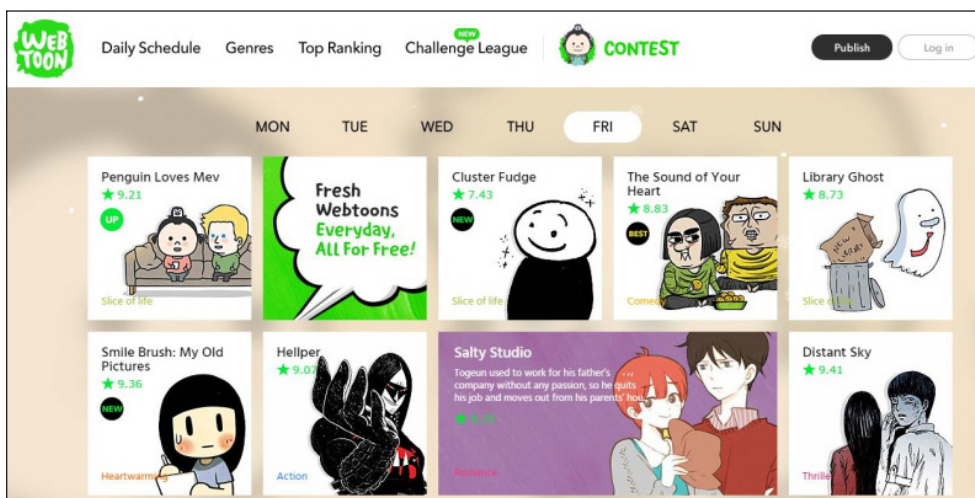 WEB
TOON
Daily Schedule Genres Top Ranking Challenge League NEW CONTEST Publish Log in
MON TUE WED THU FRI SAT SUN
Penguin Loves Mev
★ 9.21
UP
Slice of life
Fresh
Webtoons
Everyday,
All For Free!
Cluster Fudge
★ 7.43
NEW
Slice of life
The Sound of Your
Heart
★ 8.83
BEST
Comedy
Library Ghost
★ 8.73
NEW
LIBRARY
Slice of
Smile Brush: My Old
Pictures
★ 9.36
NEW
Heartwarming
Hellper
★ 9.07
Action
Salty Studio
Togeun used to work for his father's
company without any passion, so he quits
his job and moves out from his parents' hou
Romance
Distant Sky
★ 9.41
Thrille